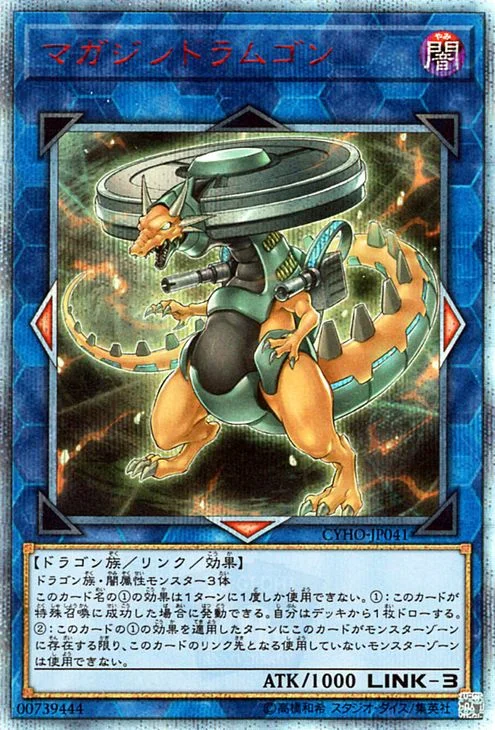 マガジンドラムゴン
闇
やみ
CYHO-JP041
【ドラゴン族／リンク／効果】
ドラゴン族・闇属性モンスター３体
このカード名の①の効果は１ターンに１度しか使用できない。①：このカードが
特殊召喚に成功した場合に発動できる。自分はデッキから１枚ドローする。
②：このカードの①の効果を適用したターンにこのカードがモンスターゾーン
に存在する限り、このカードのリンク先となる使用していないモンスターゾーン
は使用できない。
ATK/1000 LINK-3
00739444 ©高橋和希 スタジオ・ダイス/集英社